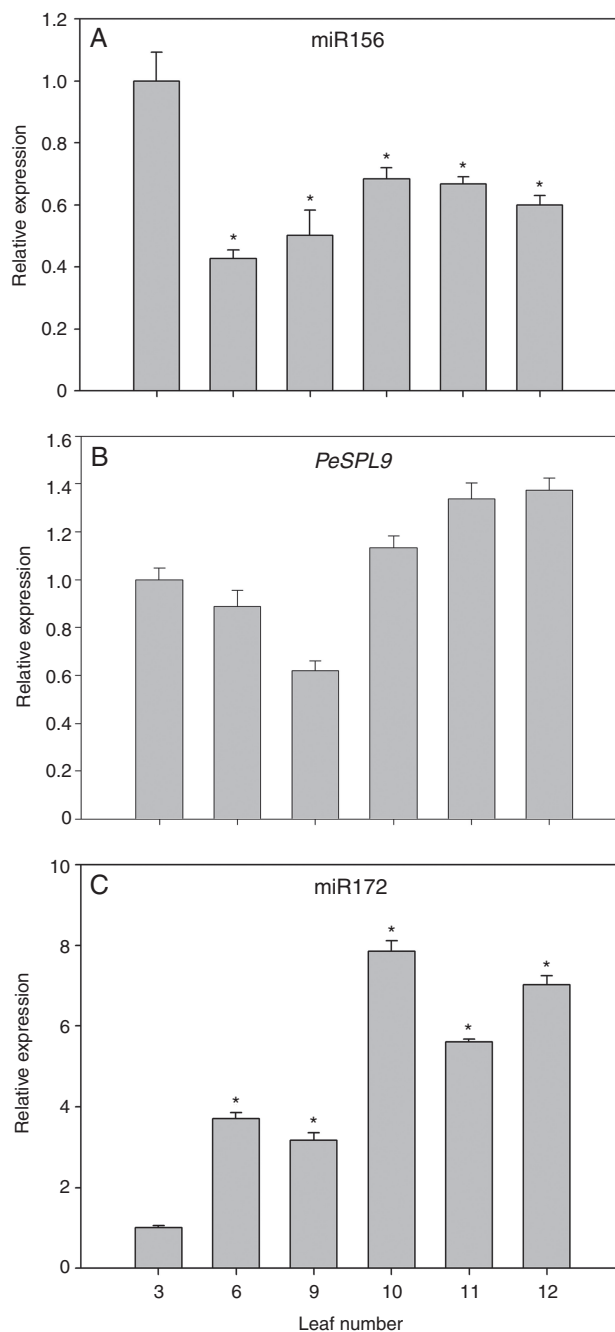 A
miR156
Relative expression
1.2
1.0
0.8
0.6
0.4
0.2
0
*
*
*
*
*
B
PeSPL9
Relative expression
1.6
1.4
1.2
1.0
0.8
0.6
0.4
0.2
0
C
miR172
Relative expression
10
8
6
4
2
0
*
*
*
*
*
3 6 9 10 11 12
Leaf number